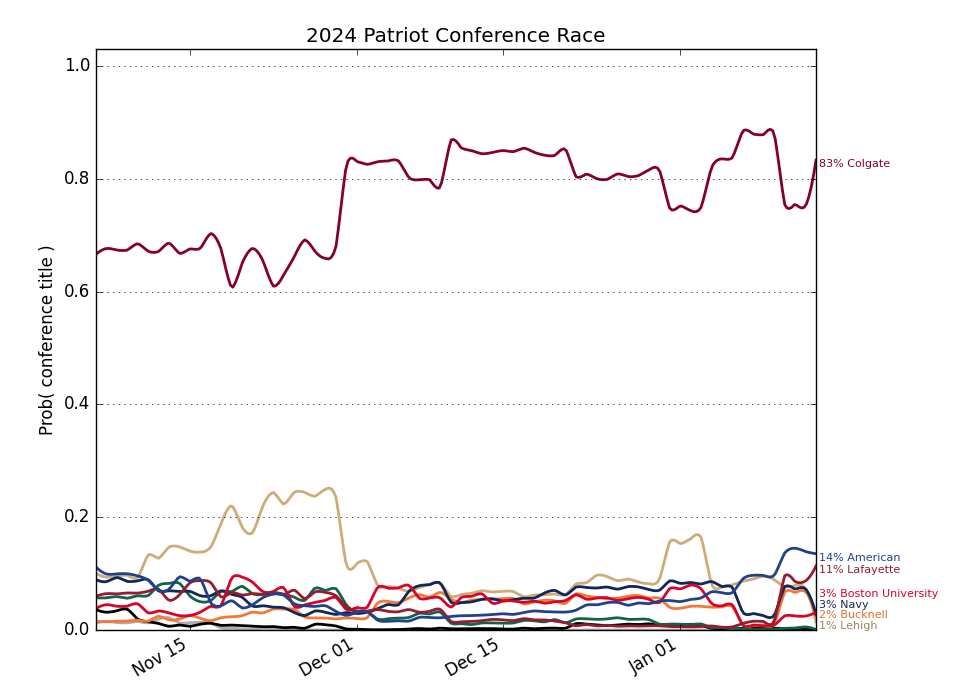 2024 Patriot Conference Race
Prob( conference title )
1.0
0.8
0.6
0.4
0.2
0.0
Nov 15
Dec 01
Dec 15
Jan 01
83% Colgate
14% American
11% Lafayette
3% Boston University
3% Navy
2% Bucknell
1% Lehigh